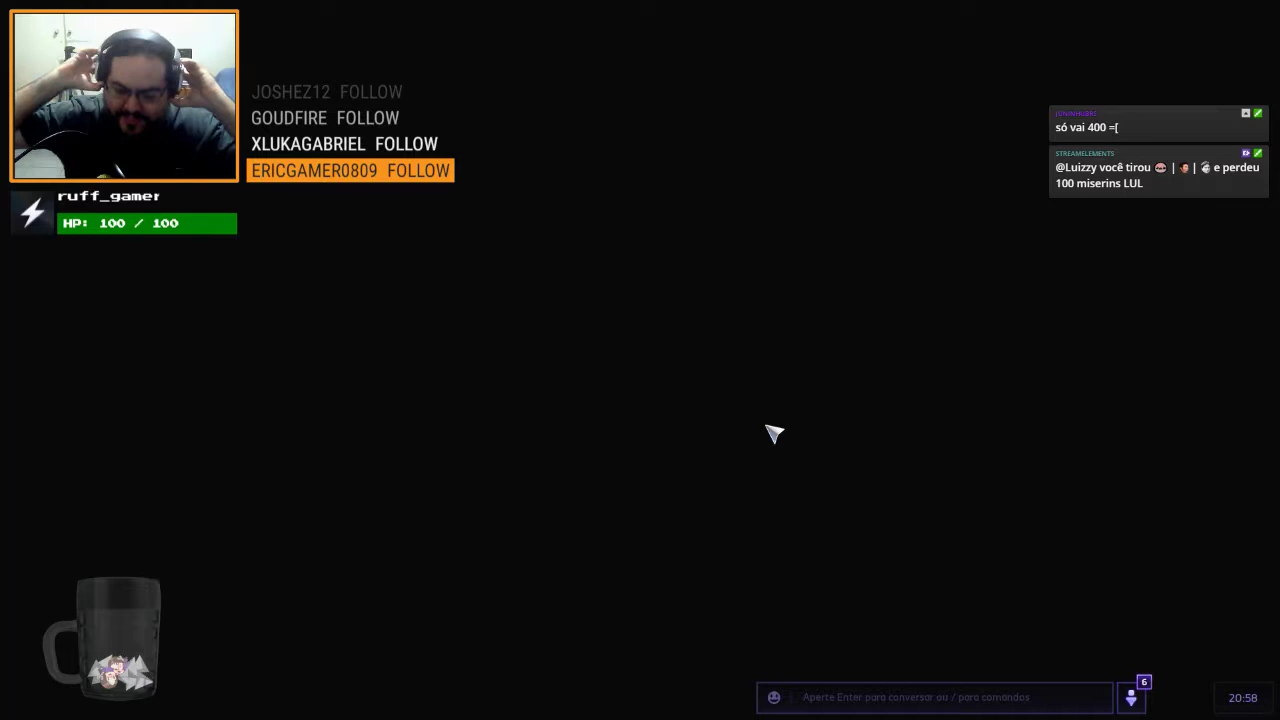 JOSHEZ12 FOLLOW
GOUDFIRE FOLLOW
XLUKAGABRIEL FOLLOW
ERICGAMER0809 FOLLOW
ruff_gamer
HP: 100 / 100
só vai 400 =[
STREAMELEMENTS
@Luizzy você tirou | | e perdeu
100 miserins LUL
6
Aperte Enter para conversar ou / para comandos
20:58